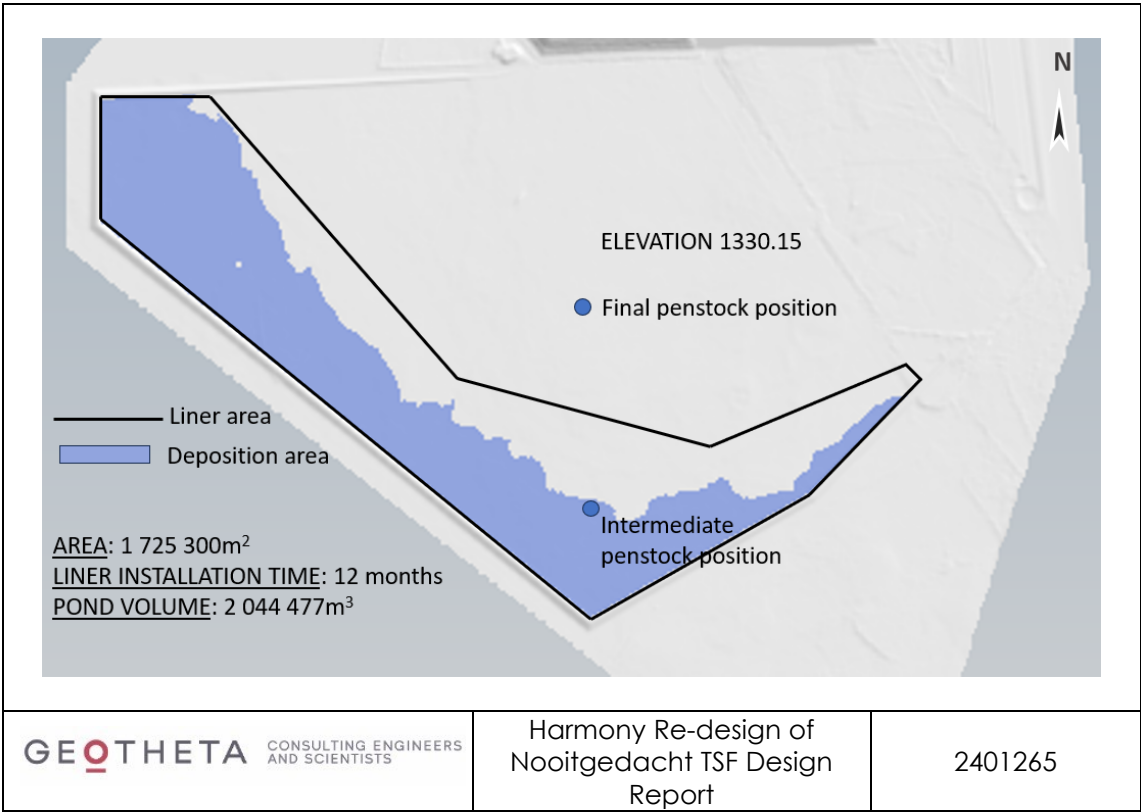 N
ELEVATION 1330.15
Final penstock position
Liner area
Deposition area
Intermediate
penstock position
AREA: 1 725 300m²
LINER INSTALLATION TIME: 12 months
POND VOLUME: 2 044 477m³
GEOTHETA CONSULTING ENGINEERS
AND SCIENTISTS
Harmony Re-design of
Nooitgedacht TSF Design
Report
2401265